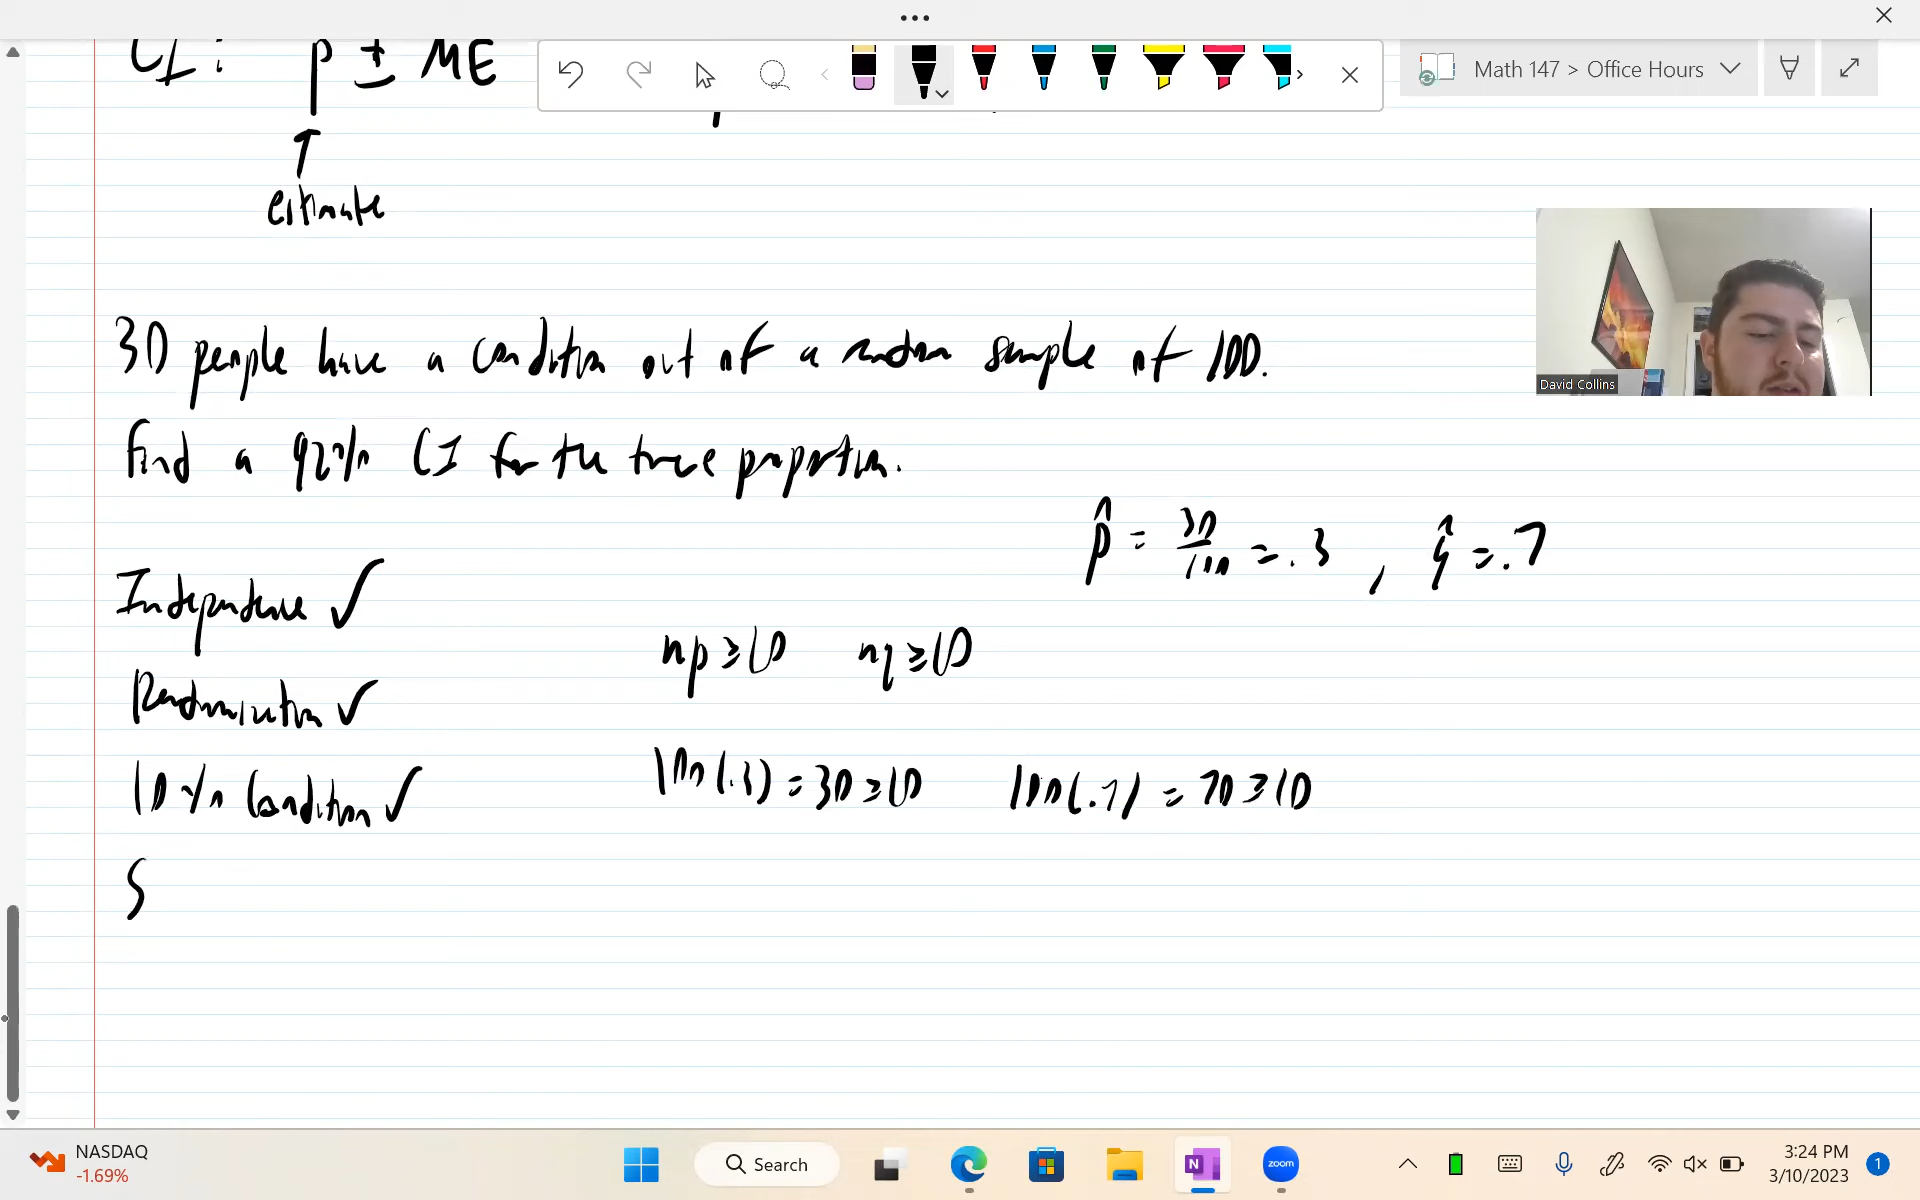 CI: p ± ME
↑
estimate
Math 147 > Office Hours
David Collins
30 people have a condition out of a random sample of 100.
Find a 92% CI for the true proportion.
p̂ = 30/100 = .3 , q̂ = .7
Independence ✓
np ≥ 10 nq ≥ 10
Randomization ✓
100(.3) = 30 ≥ 10 100(.7) = 70 ≥ 10
10% Condition ✓
S
NASDAQ
-1.69%
Search
zoom
N
3:24 PM
3/10/2023
1